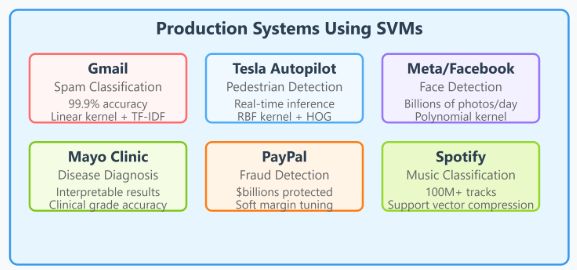 Production Systems Using SVMs
Gmail
Spam Classification
99.9% accuracy
Linear kernel + TF-IDF
Tesla Autopilot
Pedestrian Detection
Real-time inference
RBF kernel + HOG
Meta/Facebook
Face Detection
Billions of photos/day
Polynomial kernel
Mayo Clinic
Disease Diagnosis
Interpretable results
Clinical grade accuracy
PayPal
Fraud Detection
$billions protected
Soft margin tuning
Spotify
Music Classification
100M+ tracks
Support vector compression